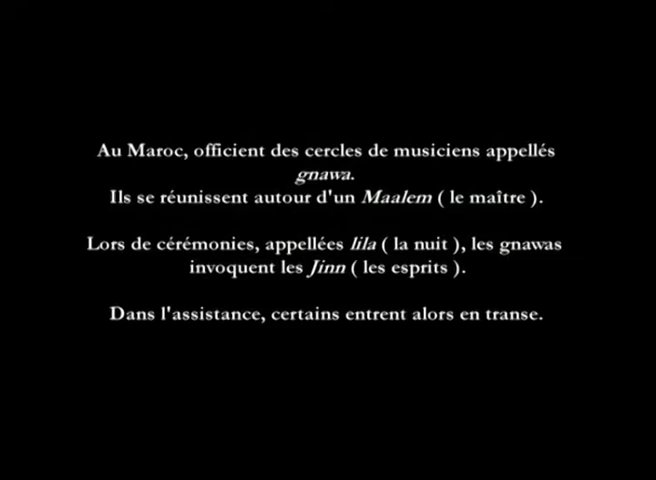 Au Maroc, officient des cercles de musiciens appellés
gnawa.
Ils se réunissent autour d'un Maalem ( le maître ).
Lors de cérémonies, appellées lila ( la nuit ), les gnawas
invoquent les Jinn ( les esprits ).
Dans l'assistance, certains entrent alors en transe.